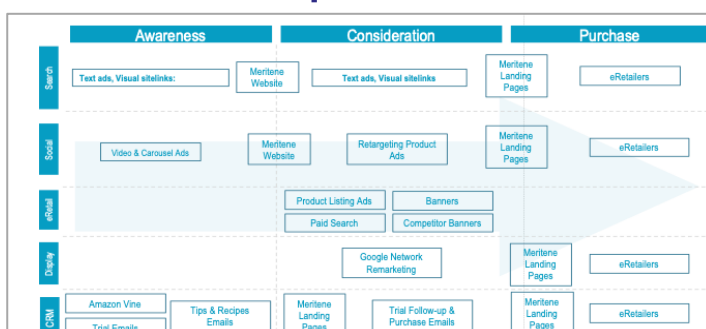 Awareness
Consideration
Purchase
Search
Text ads, Visual sitelinks:
Meritene
Website
Text ads, Visual sitelinks
Meritene
Landing
Pages
eRetailers
Social
Video & Carousel Ads
Meritene
Website
Retargeting Product
Ads
Meritene
Landing
Pages
eRetailers
eRetail
Product Listing Ads
Banners
Paid Search
Competitor Banners
Display
Google Network
Remarketing
Meritene
Landing
Pages
eRetailers
CRM
Amazon Vine
Trial Emails
Tips & Recipes
Emails
Meritene
Landing
Pages
Trial Follow-up &
Purchase Emails
Meritene
Landing
Pages
eRetailers